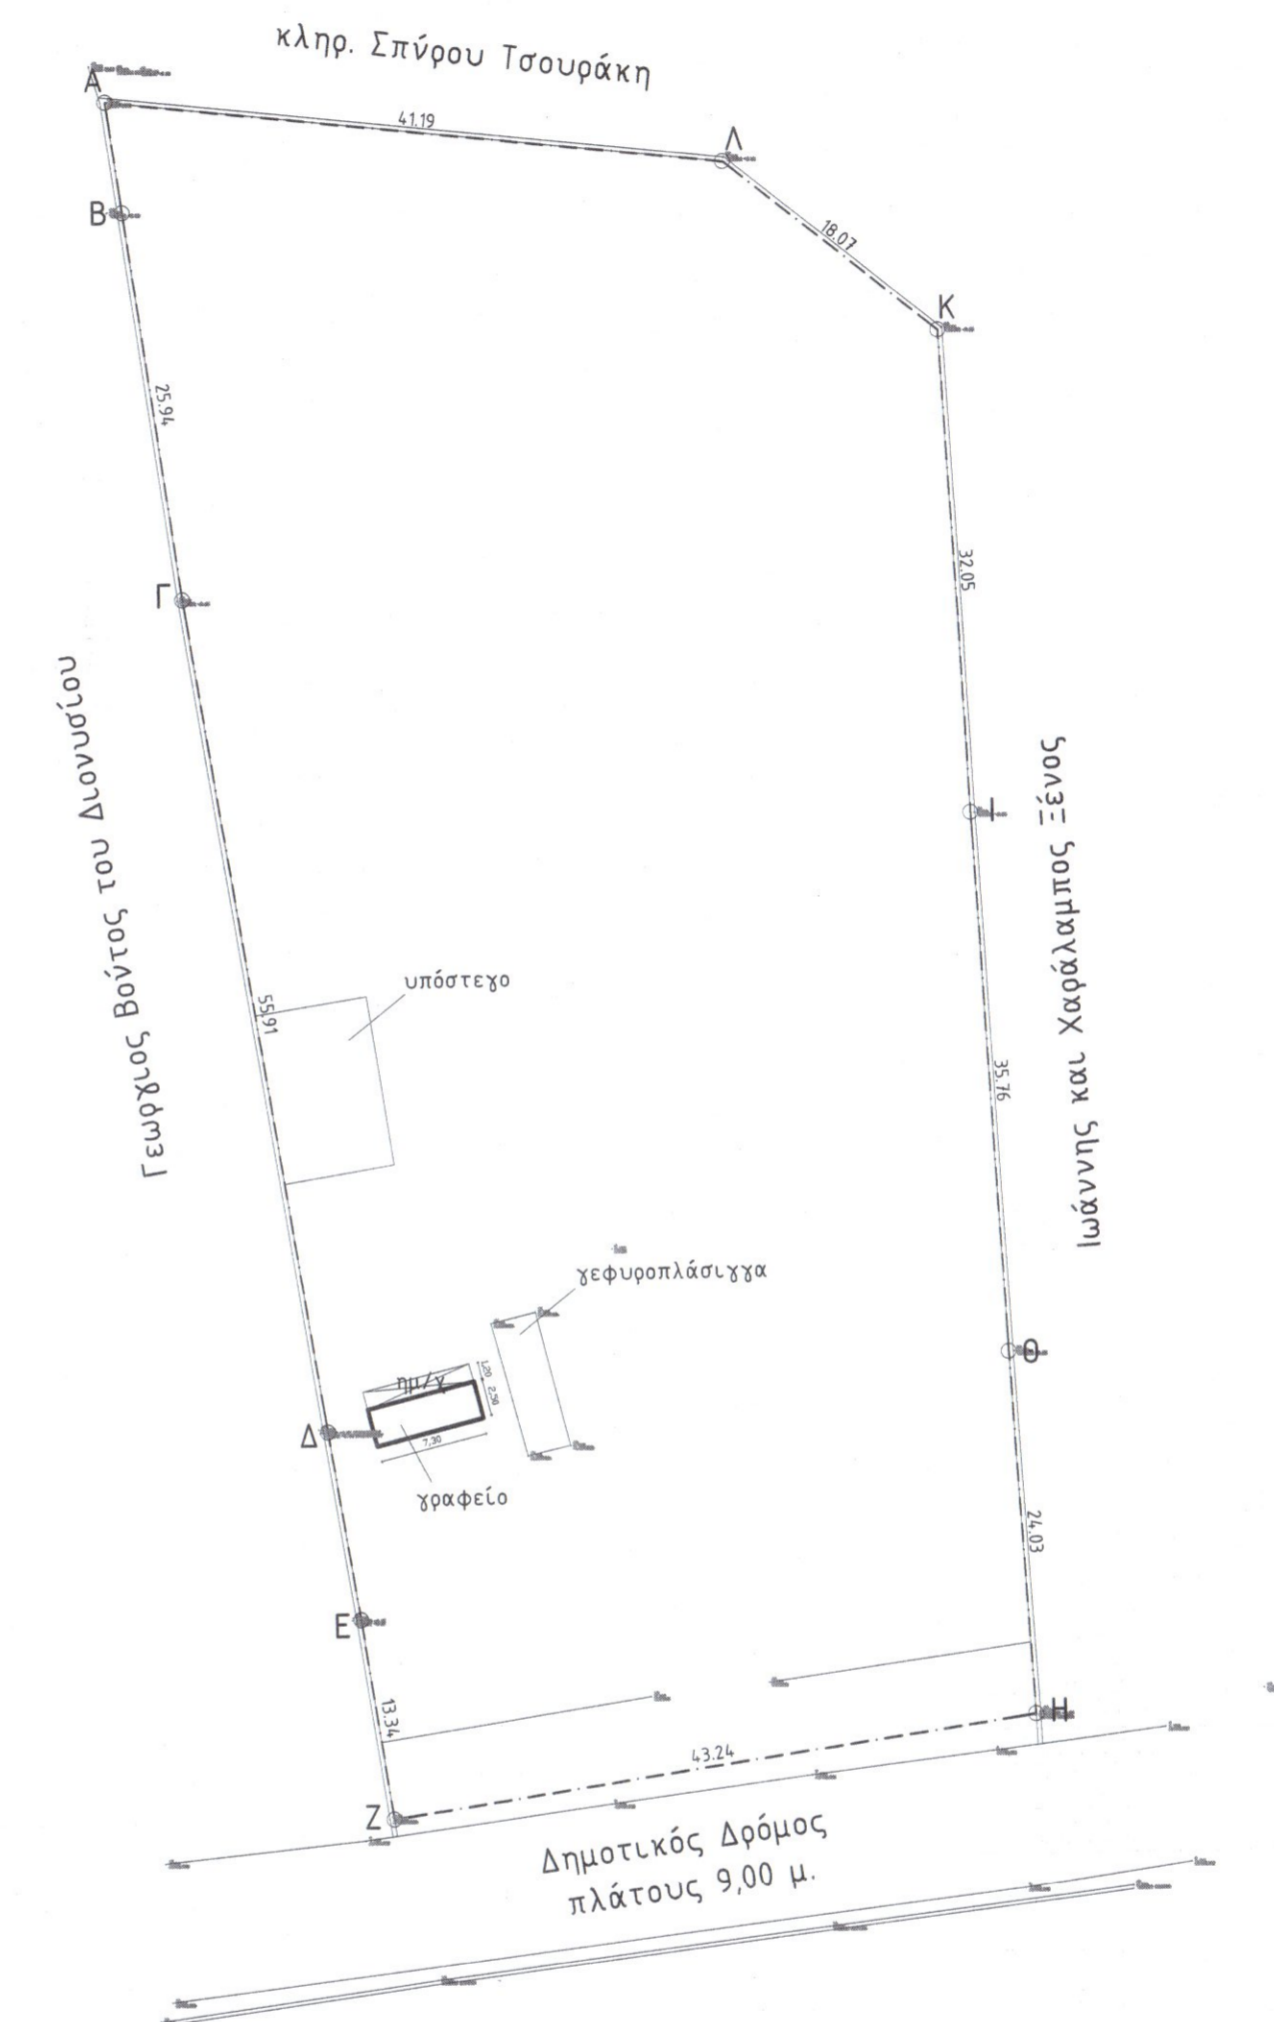 κληρ. Σπύρου Τσουράκη
Α
41.19
Λ
18.07
Β
Κ
25.94
32.05
Γ
Γεωργιος Βούτος του Διονυσίου
Ι
Ιωάννης και Χαράλαμπος Ξένος
υπόστεγο
55.91
35.76
γεφυροπλάσιγγα
Θ
ημ/γ
1,20
2,50
7,30
Δ
γραφείο
24.03
Ε
13.34
Η
43.24
Ζ
Δημοτικός Δρόμος
πλάτους 9,00 μ.